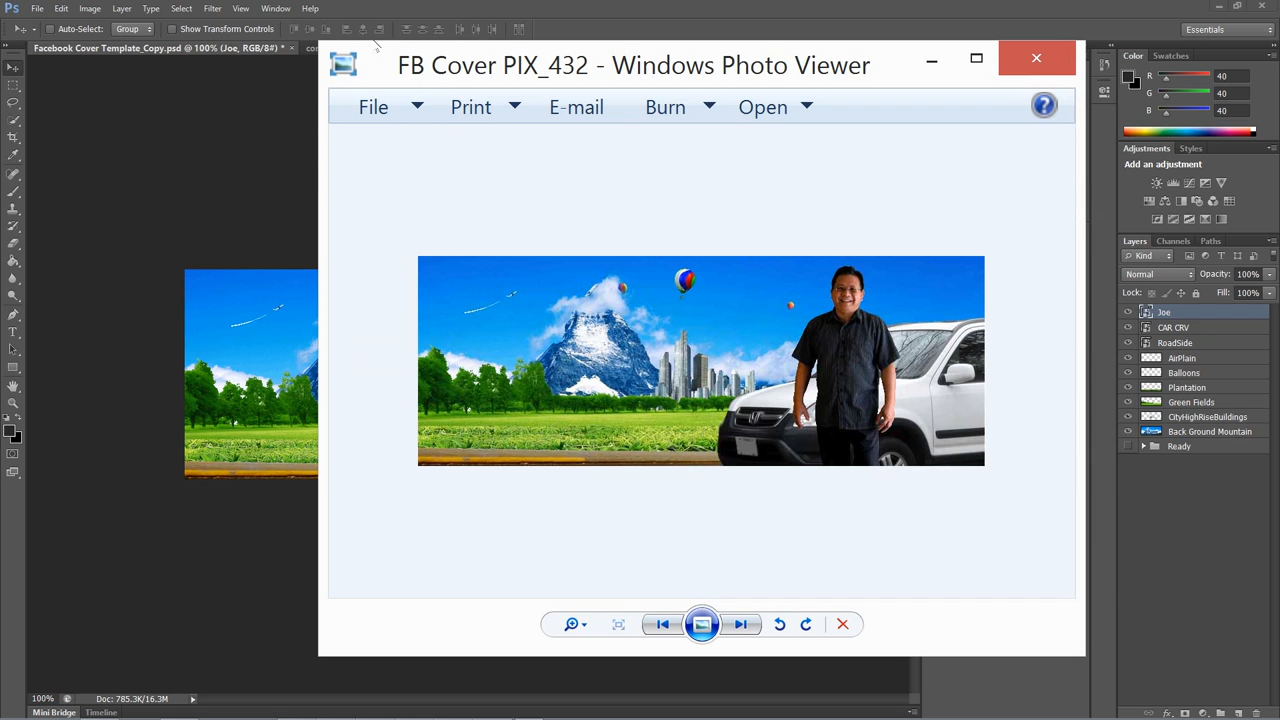 Ps File Edit Image Layer Type Select Filter View Window Help
Auto-Select: Group Show Transform Controls Essentials
Facebook Cover Template_Copy.psd @ 100% (Joe, RGB/8#) * × cor
FB Cover PIX_432 - Windows Photo Viewer
File Print E-mail Burn Open
Color Swatches
R 40
G 40
B 40
Adjustments Styles
Add an adjustment
Layers Channels Paths
Kind
Normal Opacity: 100%
Lock: Fill: 100%
Joe
CAR CRV
RoadSide
AirPlain
Balloons
Plantation
Green Fields
CityHighRiseBuildings
Back Ground Mountain
Ready
100% Doc: 785.3K/16.3M
Mini Bridge Timeline